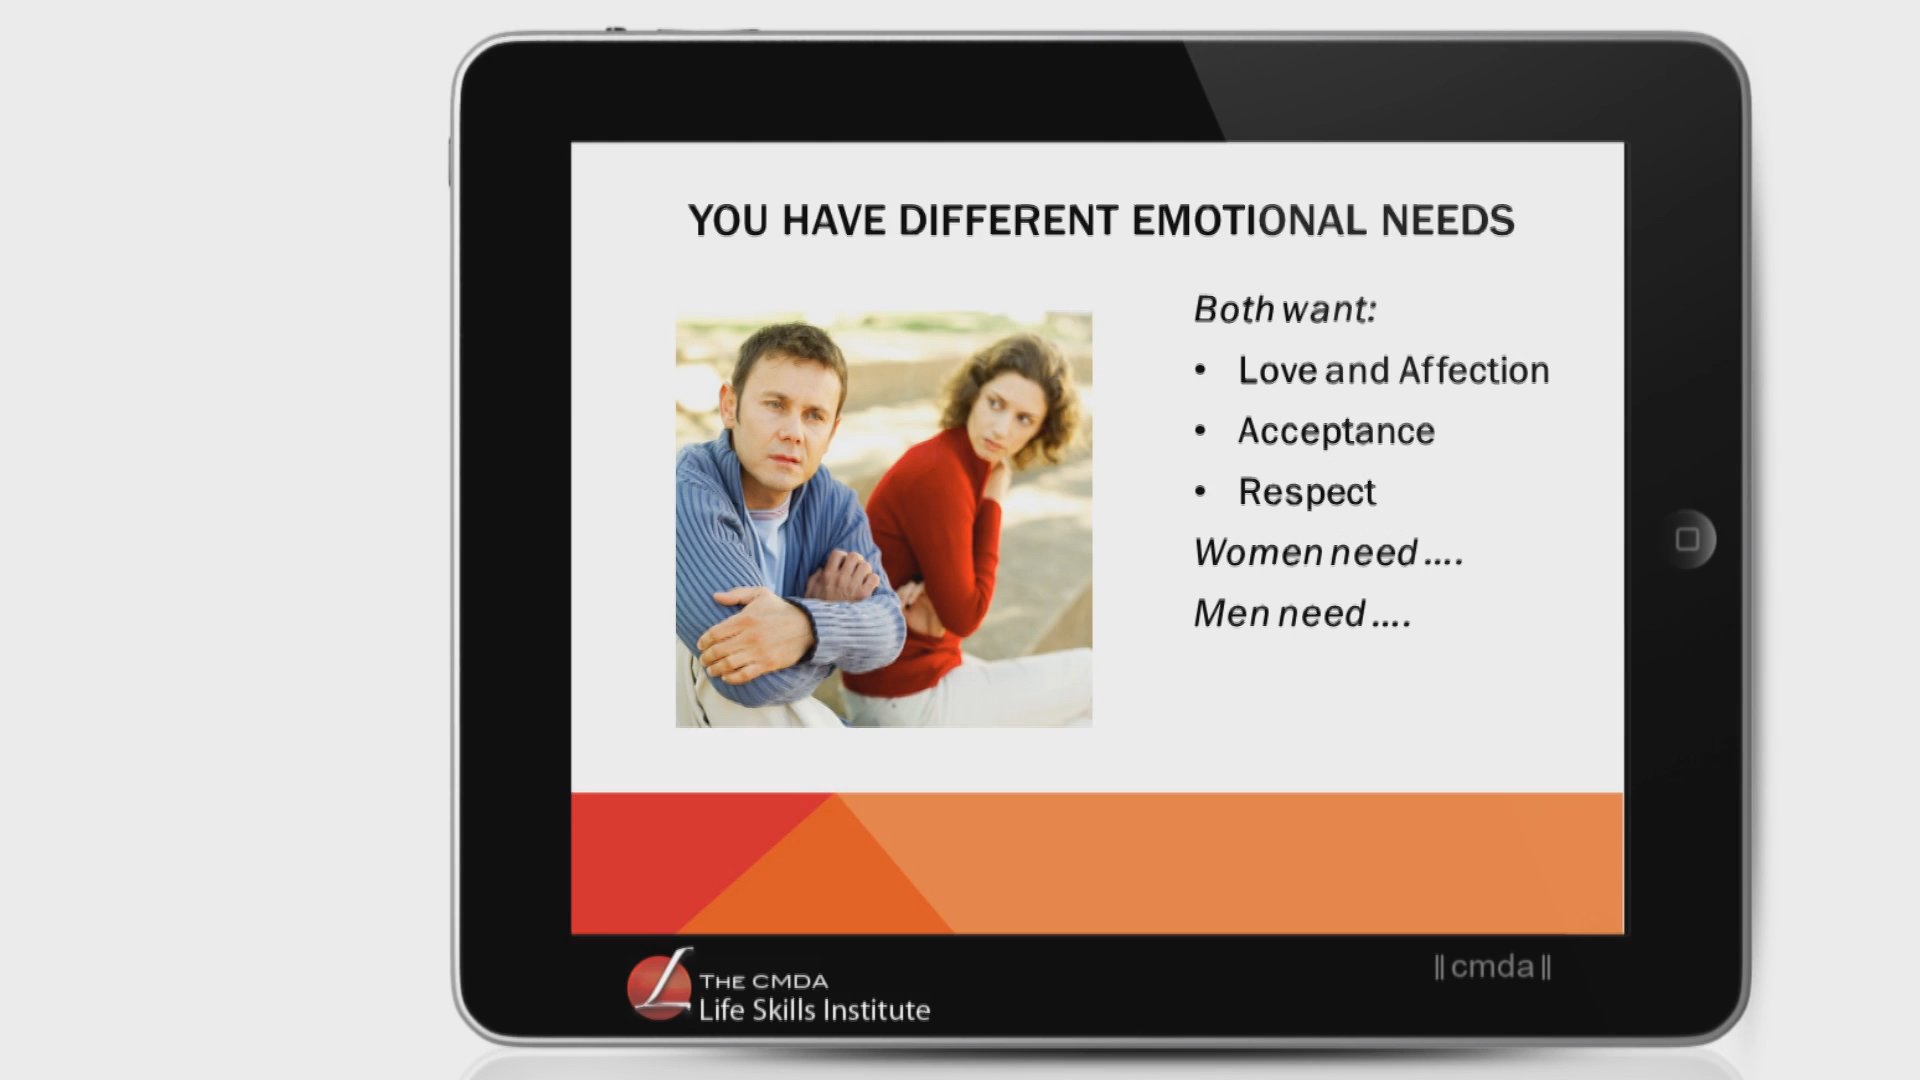 YOU HAVE DIFFERENT EMOTIONAL NEEDS
Both want:
• Love and Affection
• Acceptance
• Respect
Women need ....
Men need ....
THE CMDA
Life Skills Institute
||cmda||